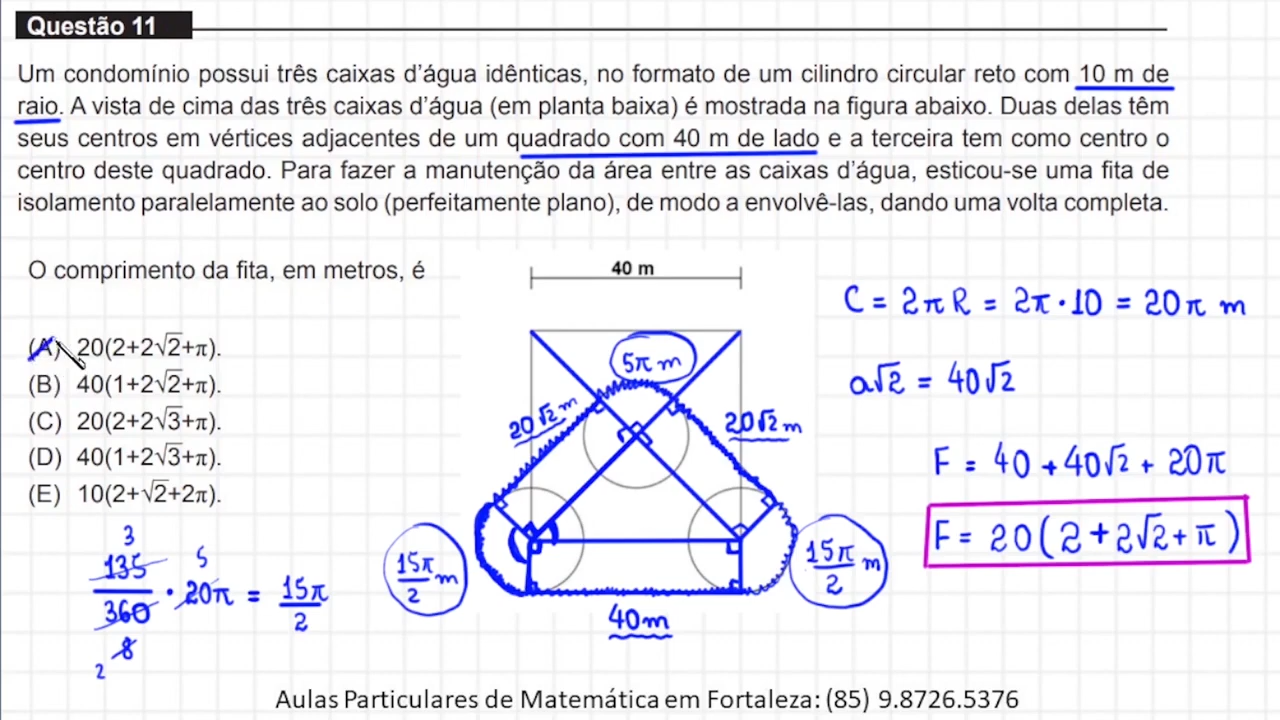 Questão 11
Um condomínio possui três caixas d'água idênticas, no formato de um cilindro circular reto com 10 m de
raio. A vista de cima das três caixas d'água (em planta baixa) é mostrada na figura abaixo. Duas delas têm
seus centros em vértices adjacentes de um quadrado com 40 m de lado e a terceira tem como centro o
centro deste quadrado. Para fazer a manutenção da área entre as caixas d'água, esticou-se uma fita de
isolamento paralelamente ao solo (perfeitamente plano), de modo a envolvê-las, dando uma volta completa.
O comprimento da fita, em metros, é
(A) 20(2+2√2+π).
(B) 40(1+2√2+π).
(C) 20(2+2√3+π).
(D) 40(1+2√3+π).
(E) 10(2+√2+2π).
135/360 · 20π = 15π/2
3
5
8
2
40 m
5π m
20√2 m
20√2 m
15π/2 m
15π/2 m
40m
C = 2πR = 2π·10 = 20π m
a√2 = 40√2
F = 40 + 40√2 + 20π
F = 20(2 + 2√2 + π)
Aulas Particulares de Matemática em Fortaleza: (85) 9.8726.5376